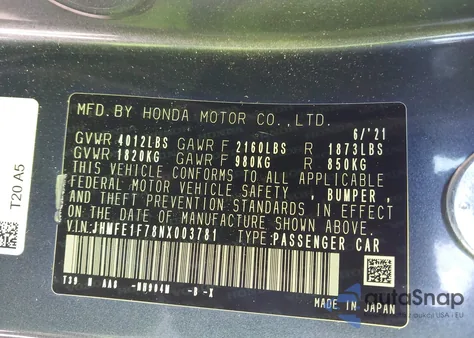 MFD. BY HONDA MOTOR CO., LTD. 6/'21
GVWR 4012LBS GAWR F 2160LBS R 1873LBS
GVWR 1820KG GAWR F 980KG R 850KG
THIS VEHICLE CONFORMS TO ALL APPLICABLE
FEDERAL MOTOR VEHICLE SAFETY , BUMPER ,
AND THEFT PREVENTION STANDARDS IN EFFECT
ON THE DATE OF MANUFACTURE SHOWN ABOVE.
V.I.N:JHMFE1F78NX003781 TYPE:PASSENGER CAR
MADE IN JAPAN
T20 A5
autoSnap